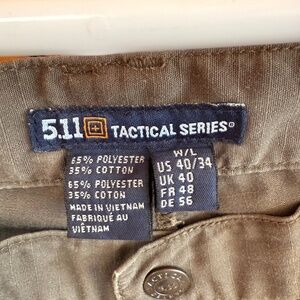 5.11 TACTICAL SERIES®
65% POLYESTER
35% COTTON
65% POLYESTER
35% COTON
MADE IN VIETNAM
FABRIQUÉ AU
VIÊTNAM
W/L
US 40/34
UK 40
FR 48
DE 56